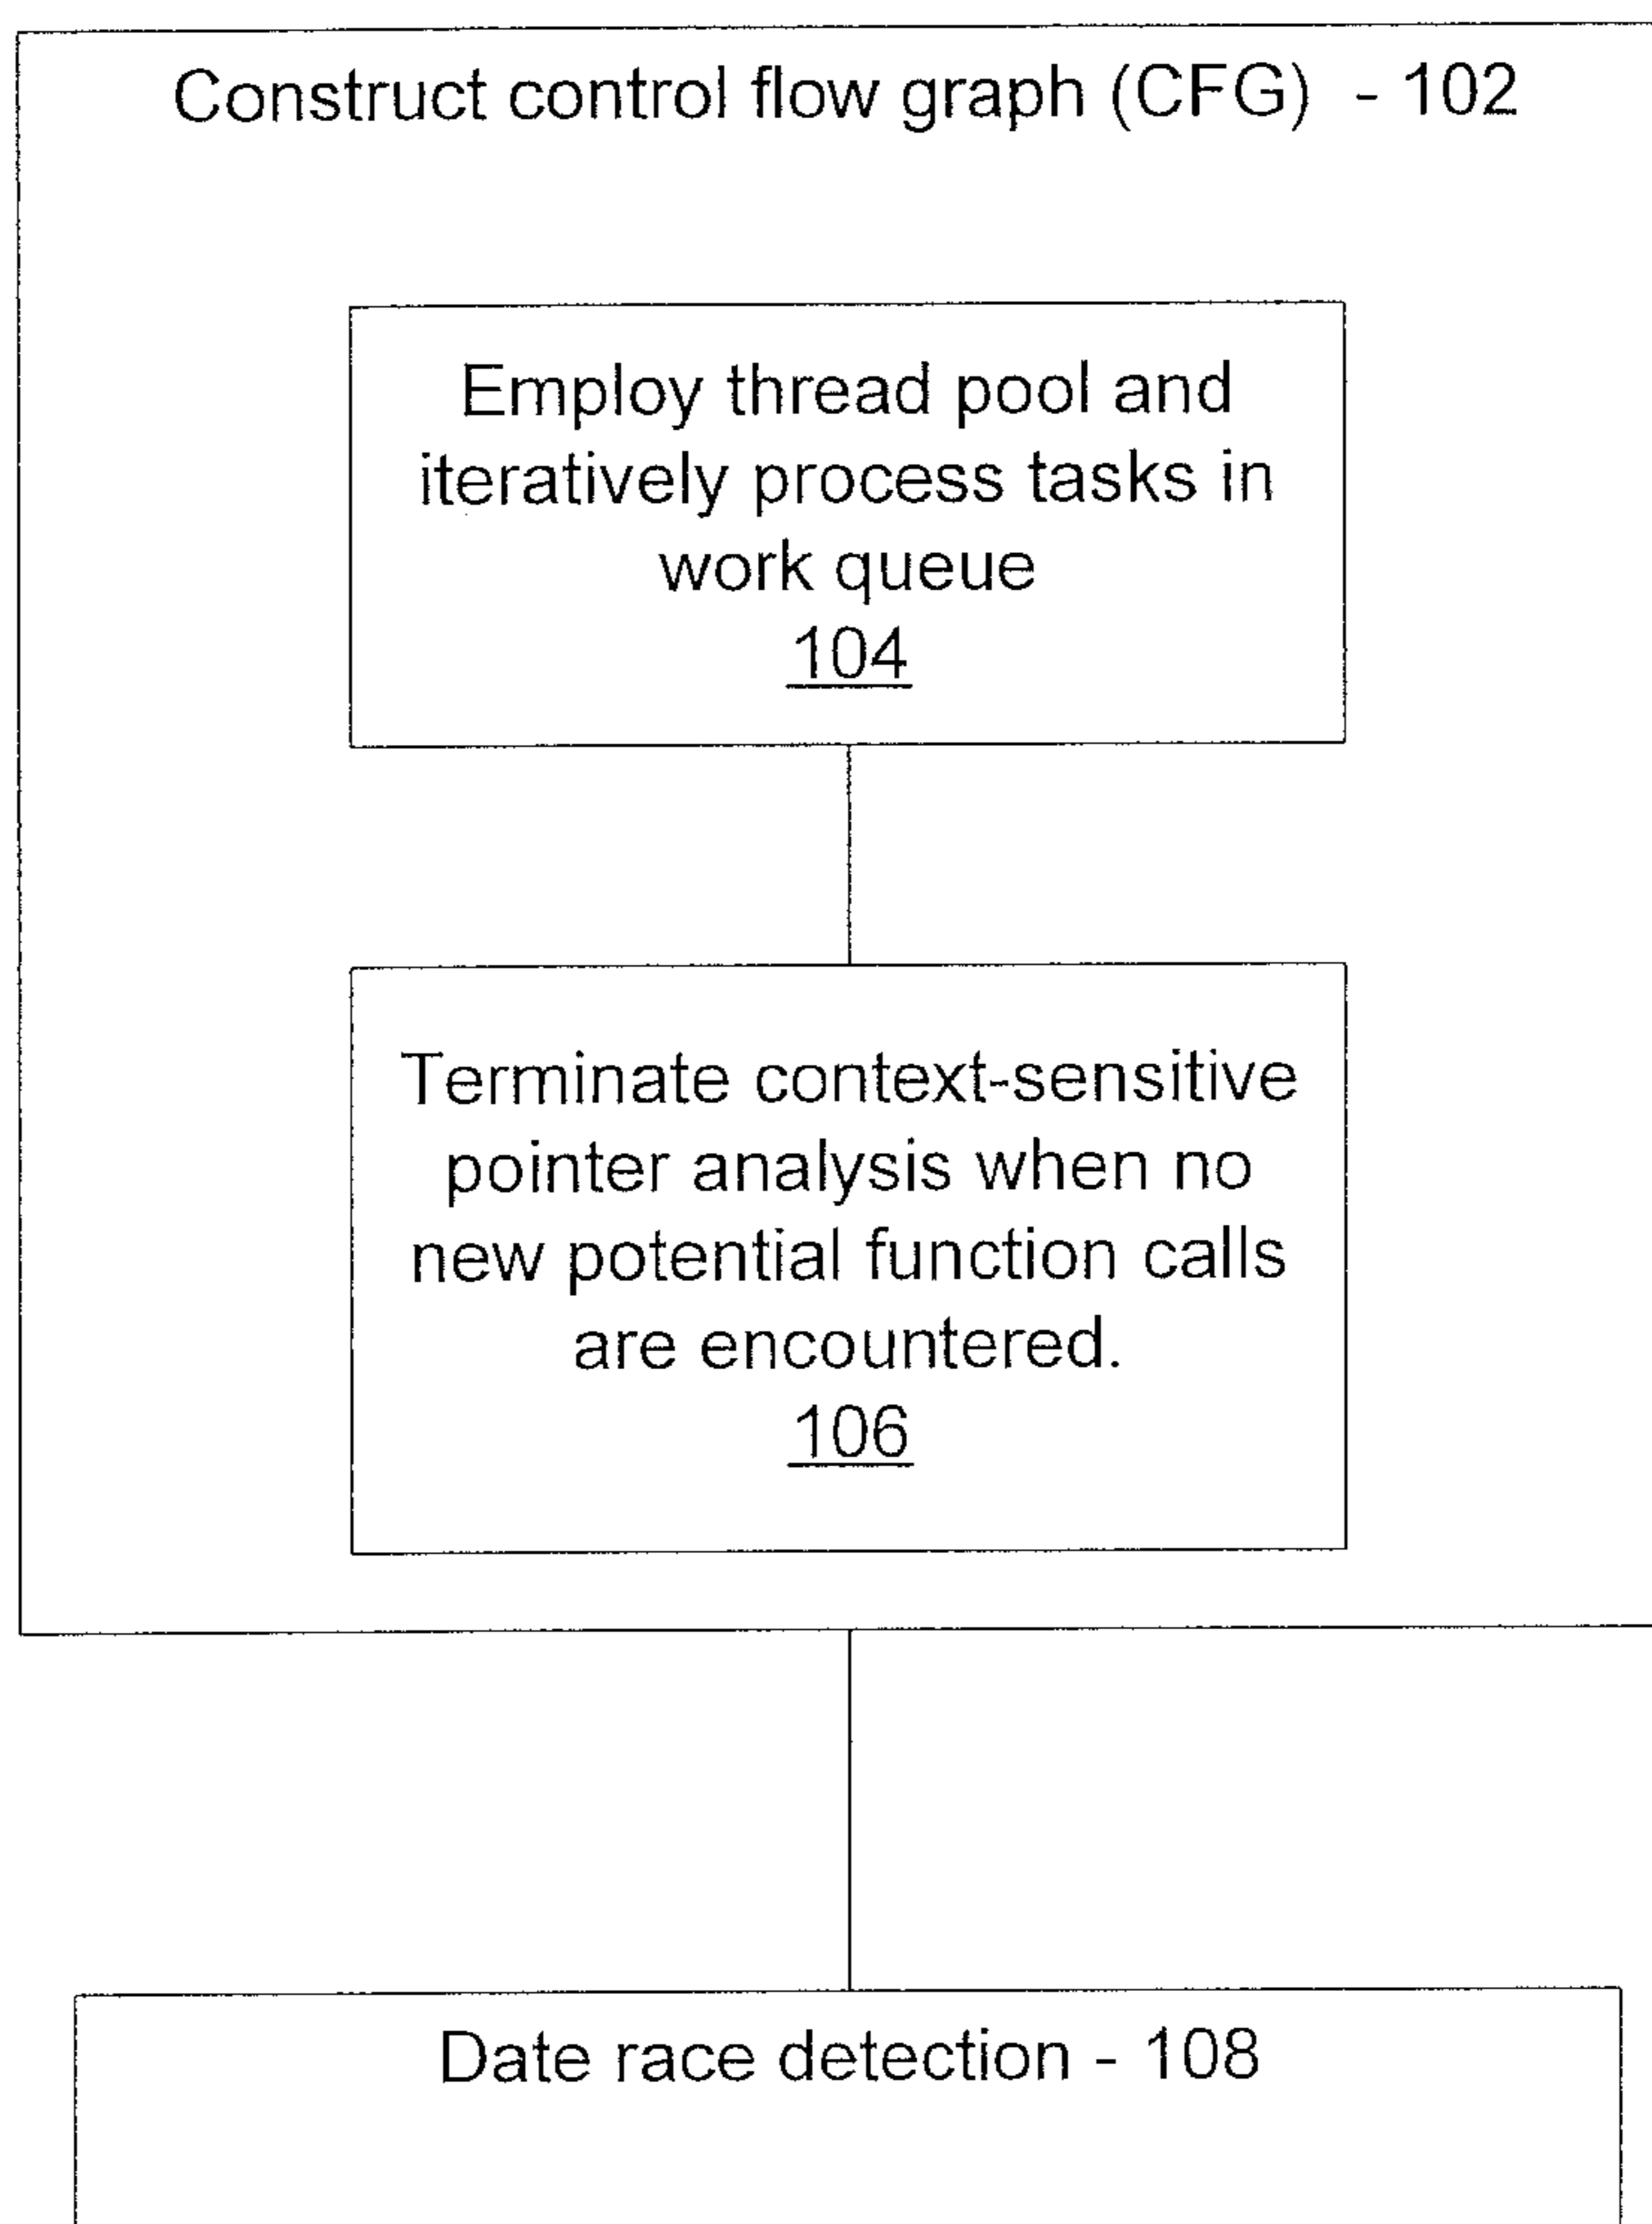 Construct control flow graph (CFG) - 102
Employ thread pool and
iteratively process tasks in
work queue
104
Terminate context-sensitive
pointer analysis when no
new potential function calls
are encountered.
106
Date race detection - 108